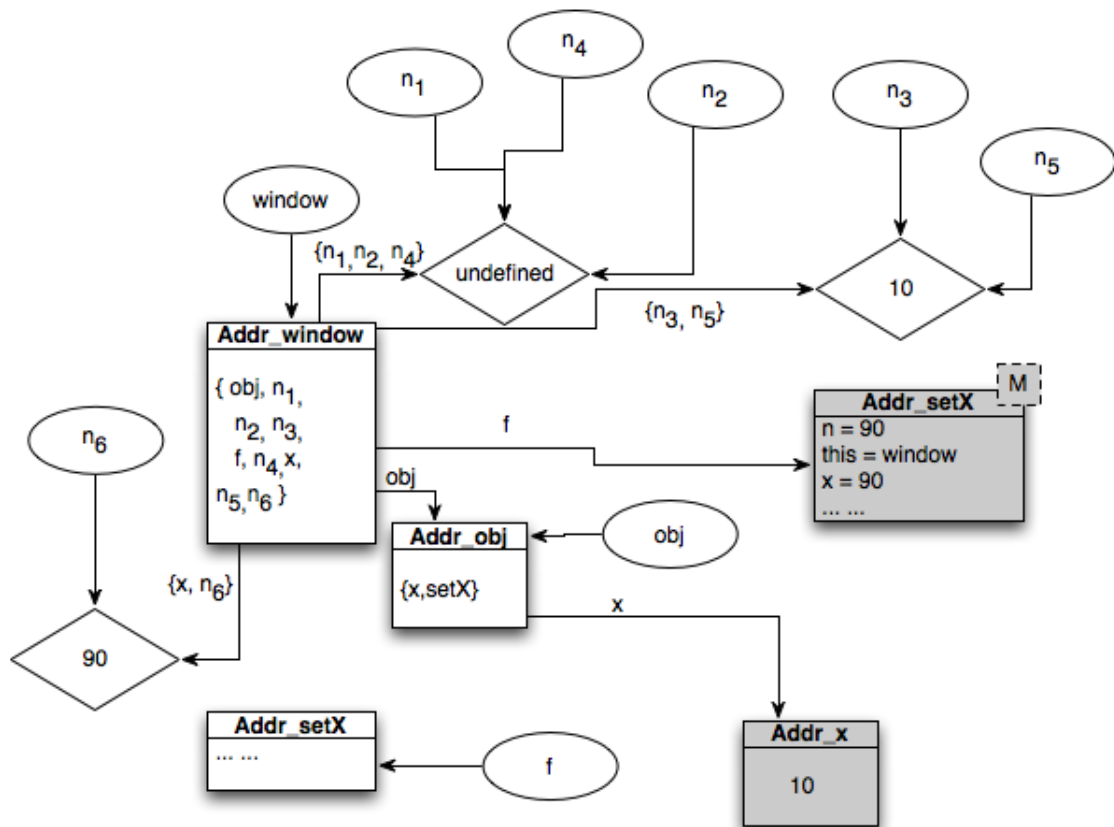 n4
n1
n2
n3
n5
window
{n1, n2, n4}
undefined
10
{n3, n5}
Addr_window
{ obj, n1,
n2, n3,
f, n4, x,
n5, n6 }
M
Addr_setX
n = 90
this = window
x = 90
... ...
n6
f
obj
Addr_obj
{x,setX}
obj
{x, n6}
x
90
Addr_setX
... ...
f
Addr_x
10